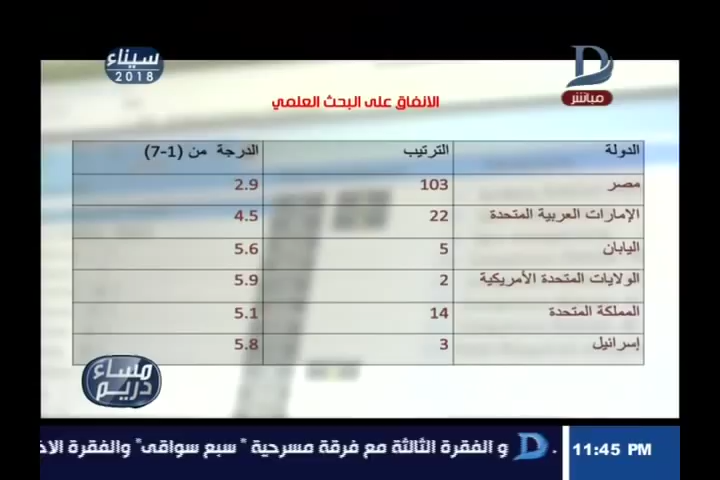 سيناء
2018
مباشر
الانفاق على البحث العلمي
الدولة الترتيب الدرجة من (1-7)
مصر 103 2.9
الإمارات العربية المتحدة 22 4.5
اليابان 5 5.6
الولايات المتحدة الأمريكية 2 5.9
المملكة المتحدة 14 5.1
إسرائيل 3 5.8
مساء
دريم
و الفقرة الثالثة مع فرقة مسرحية " سبع سواقى" والفقرة
11:45 PM